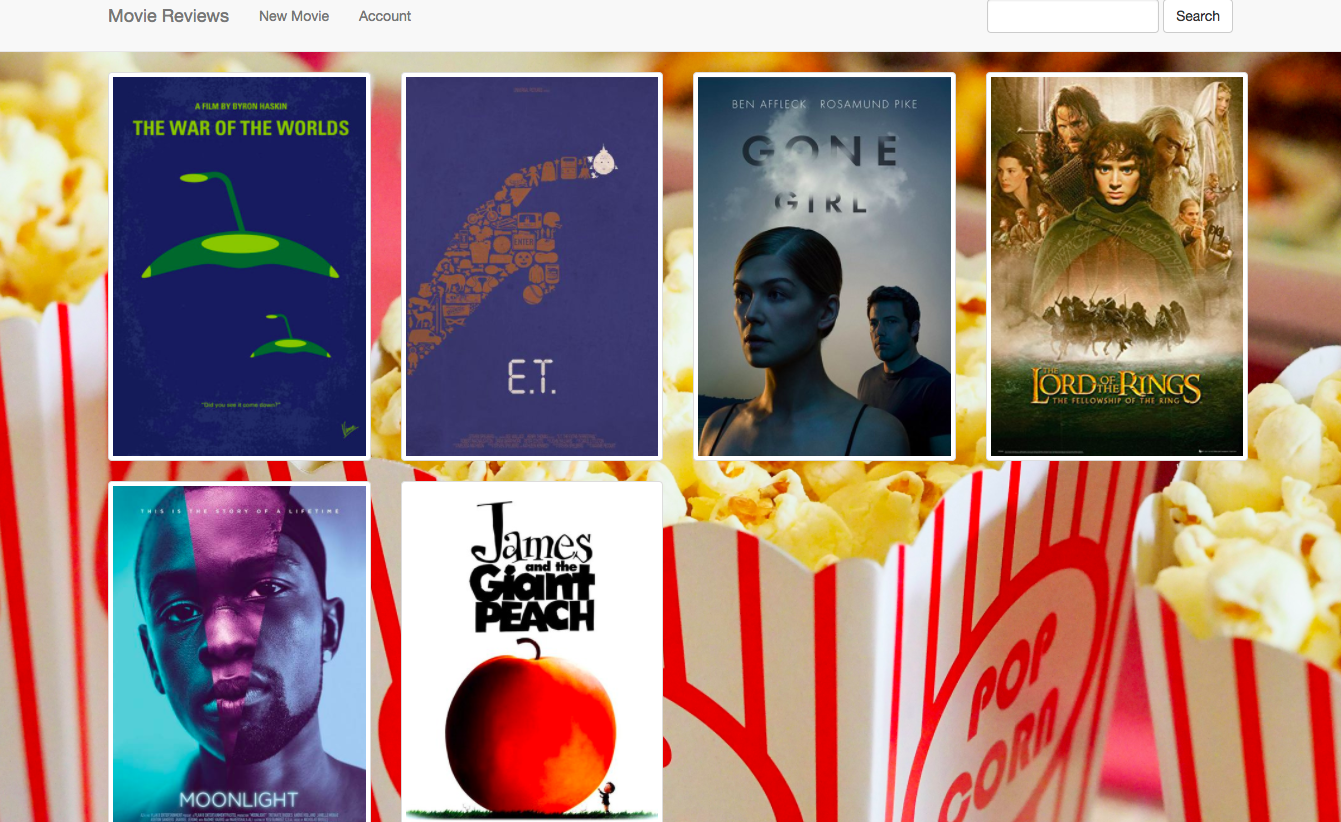 Movie Reviews
New Movie
Account
Search
A FILM BY BYRON HASKIN
THE WAR OF THE WORLDS
"Did you see it come down?"
ENTER
E.T.
BEN AFFLECK ROSAMUND PIKE
GONE
GIRL
THE
LORD OF THE RINGS
THE FELLOWSHIP OF THE RING
THIS IS THE STORY OF A LIFETIME
MOONLIGHT
James
and the
Giant
PEACH
POP
CORN